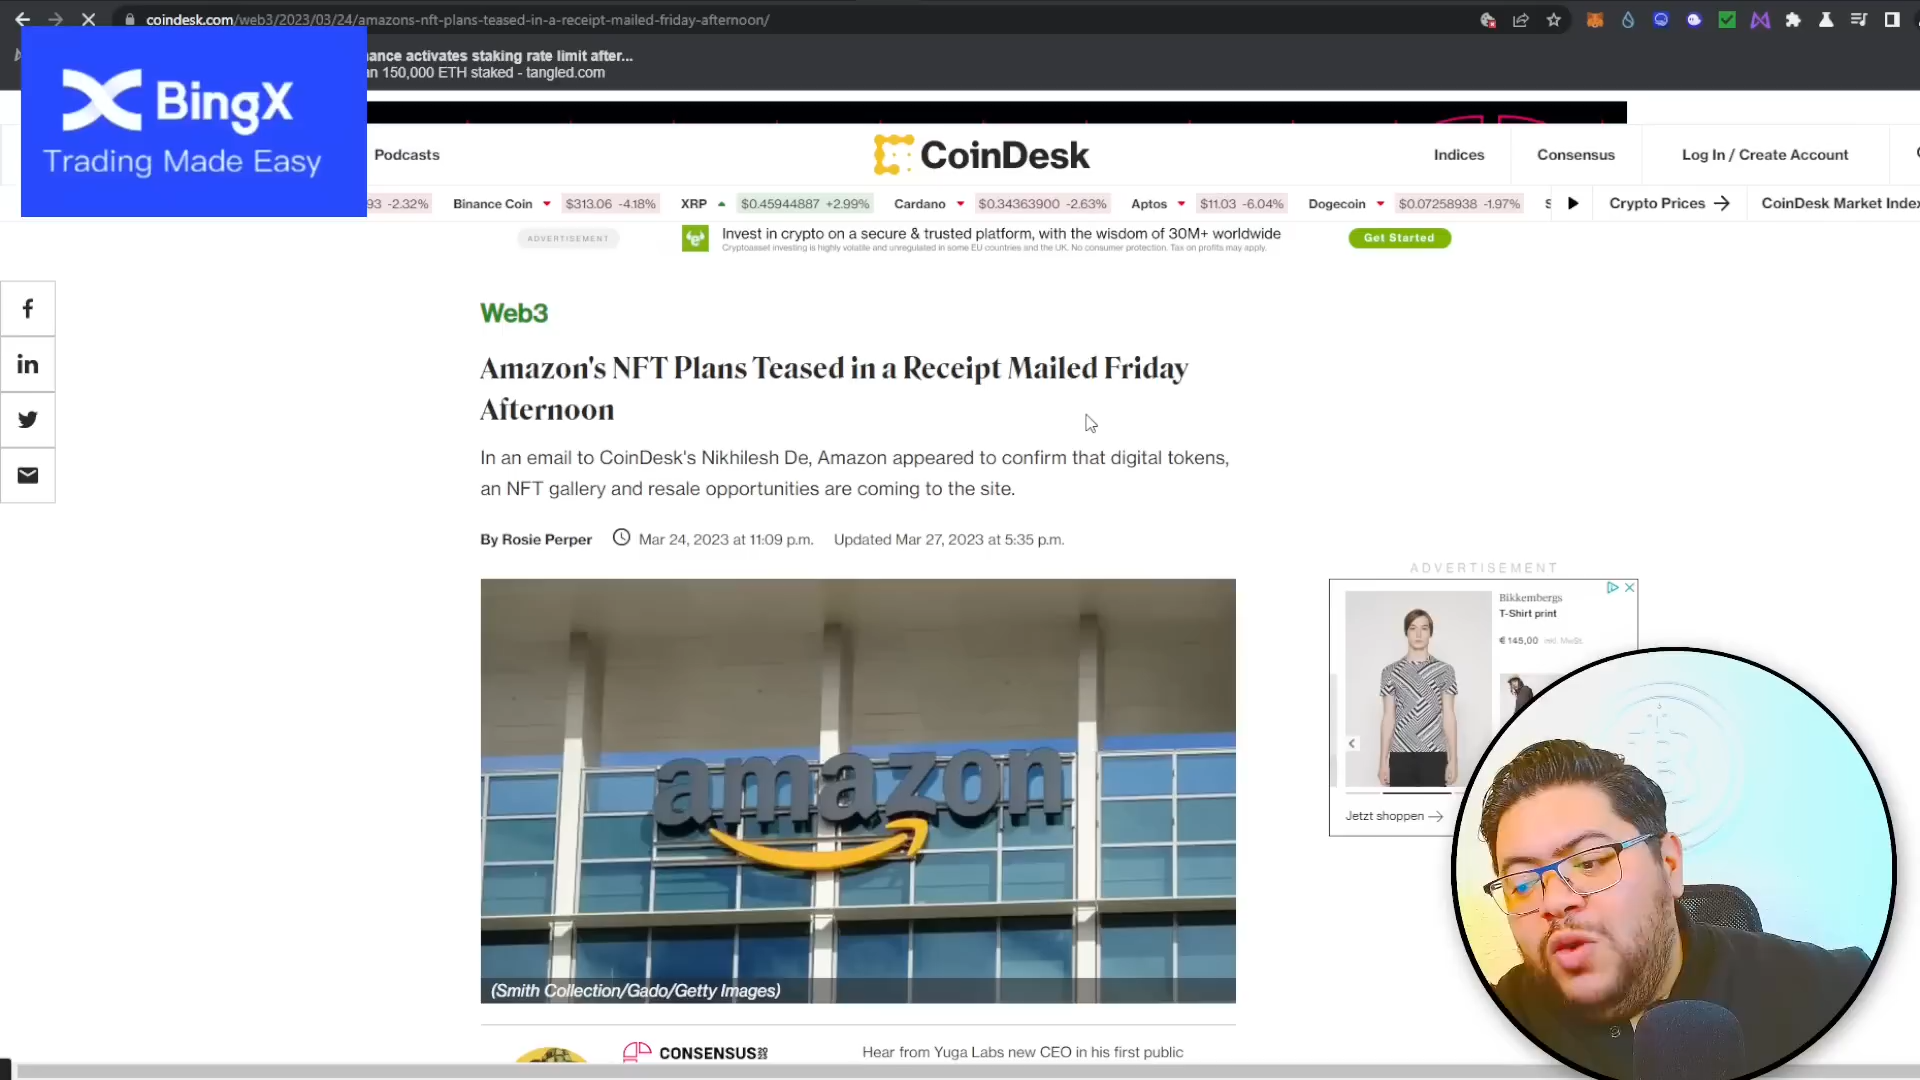 coindesk.com/web3/2023/03/24/amazons-nft-plans-teased-in-a-receipt-mailed-friday-afternoon/
ance activates staking rate limit after...
n 150,000 ETH staked - tangled.com
BingX
Trading Made Easy
Podcasts
CoinDesk
Indices
Consensus
Log In / Create Account
93 -2.32%
Binance Coin
$313.06 -4.18%
XRP
$0.45944887 +2.99%
Cardano
$0.34363900 -2.63%
Aptos
$11.03 -6.04%
Dogecoin
$0.07258938 -1.97%
Crypto Prices
CoinDesk Market Index
ADVERTISEMENT
Invest in crypto on a secure & trusted platform, with the wisdom of 30M+ worldwide
Cryptoasset investing is highly volatile and unregulated in some EU countries and the UK. No consumer protection. Tax on profits may apply.
Get Started
Web3
Amazon's NFT Plans Teased in a Receipt Mailed Friday
Afternoon
In an email to CoinDesk's Nikhilesh De, Amazon appeared to confirm that digital tokens,
an NFT gallery and resale opportunities are coming to the site.
By Rosie Perper
Mar 24, 2023 at 11:09 p.m.
Updated Mar 27, 2023 at 5:35 p.m.
ADVERTISEMENT
Bikkembergs
T-Shirt print
€ 145,00 inkl. MwSt.
Jetzt shoppen
amazon
(Smith Collection/Gado/Getty Images)
CONSENSUS
Hear from Yuga Labs new CEO in his first public